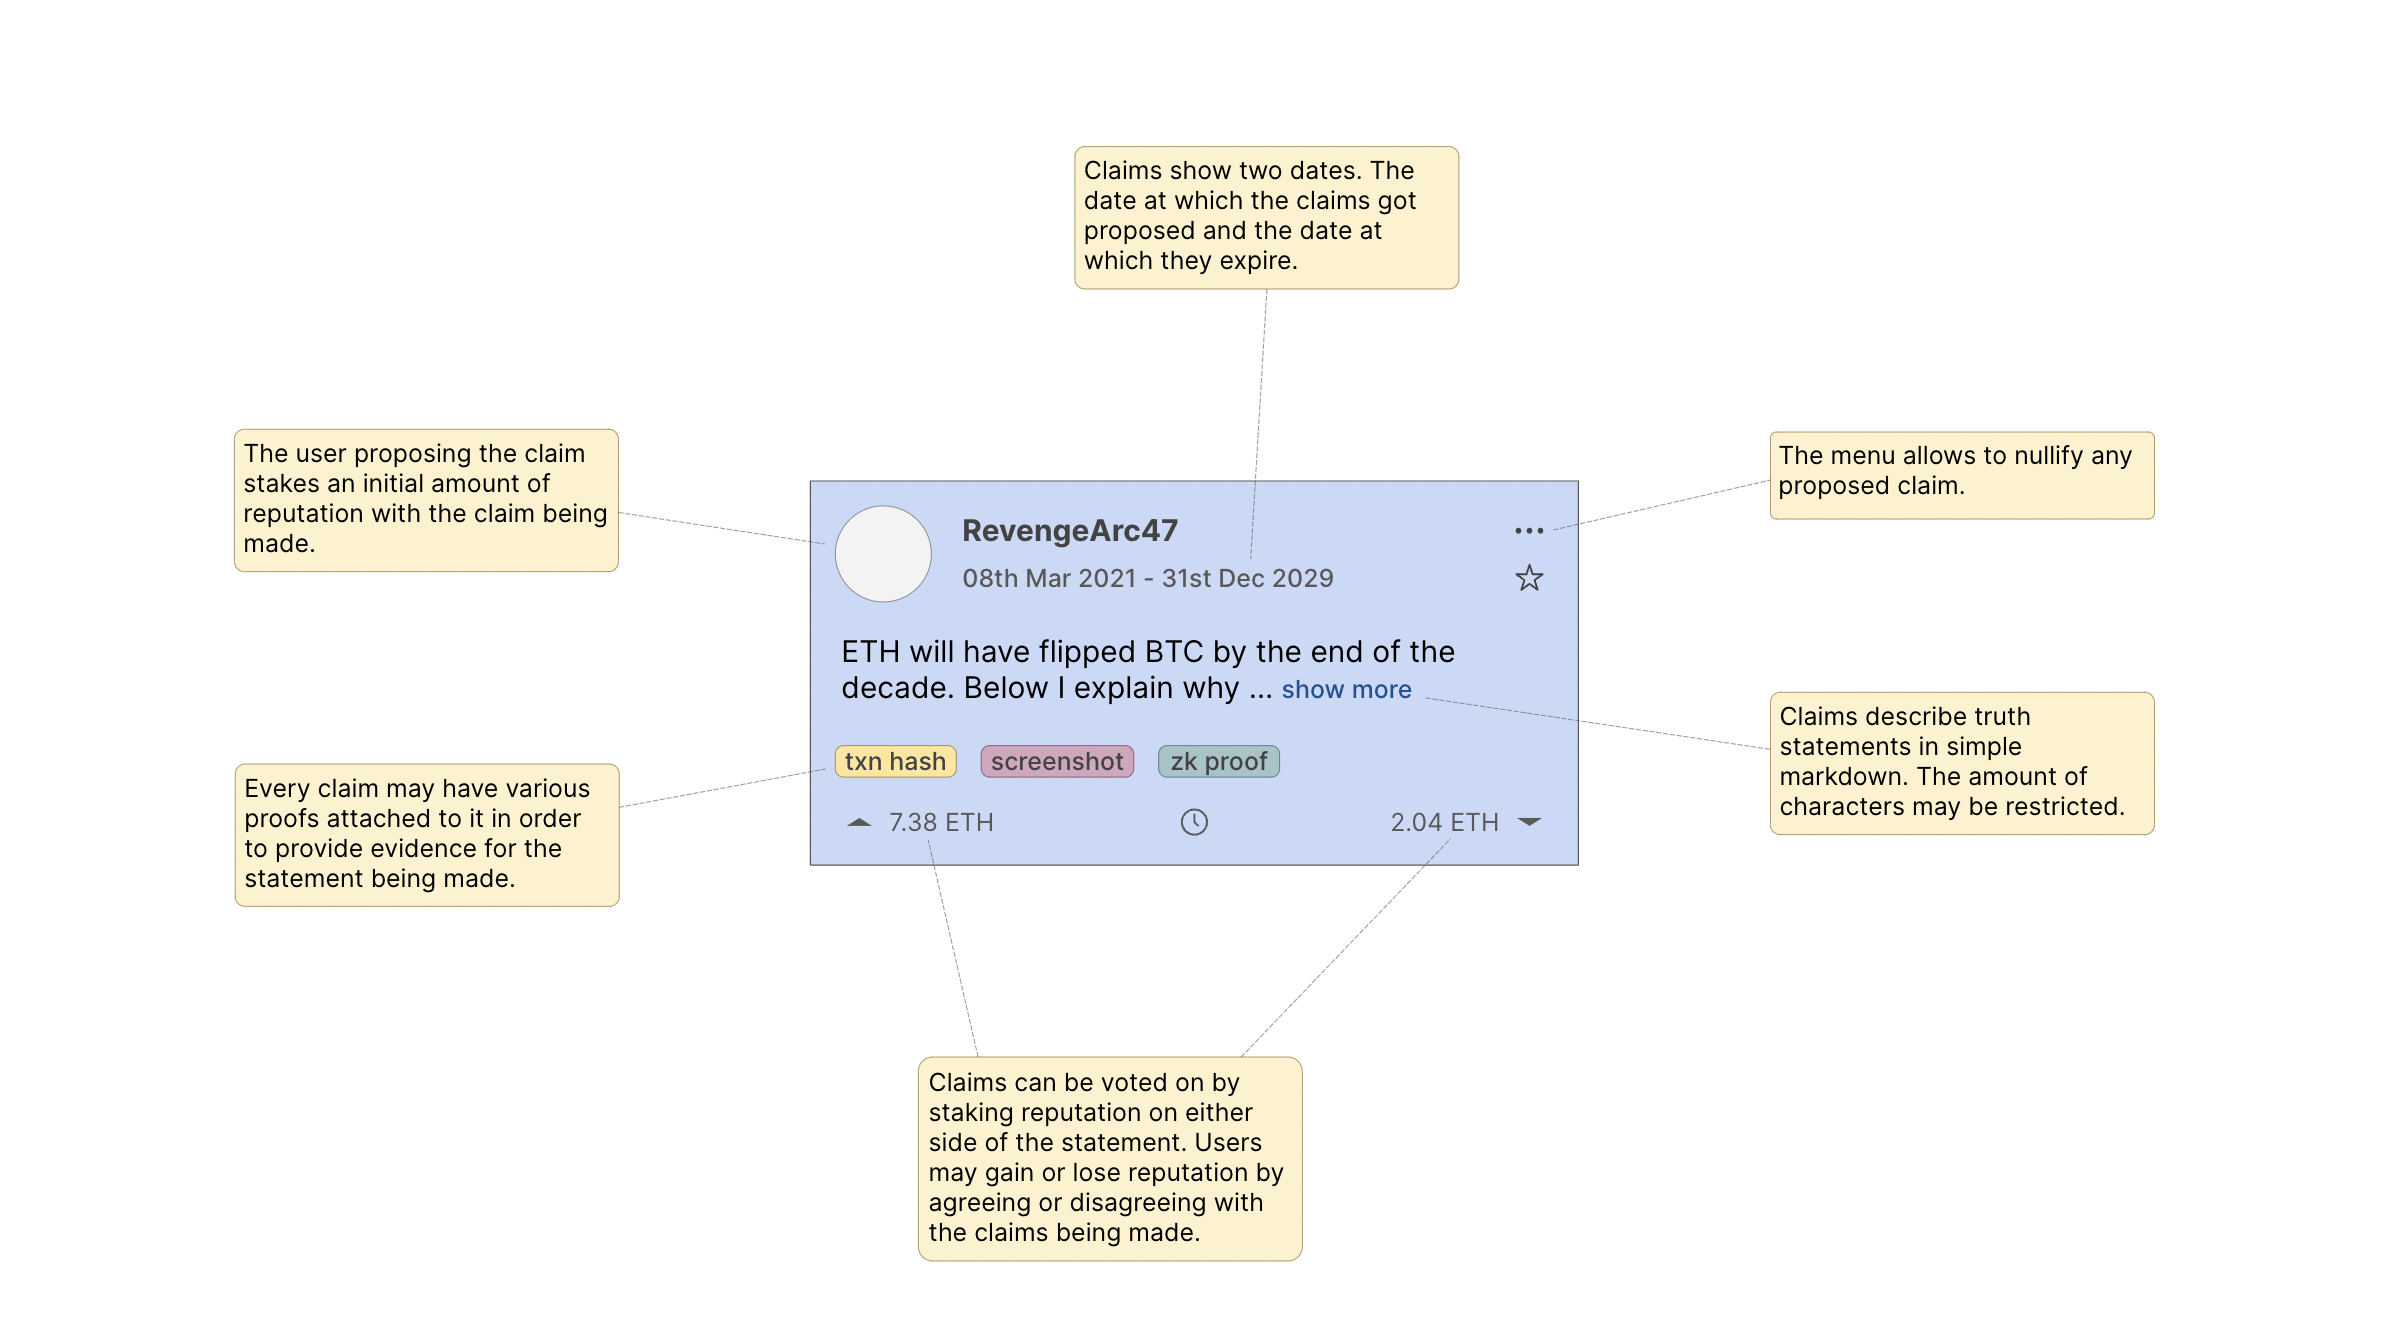 Claims show two dates. The
date at which the claims got
proposed and the date at
which they expire.
The user proposing the claim
stakes an initial amount of
reputation with the claim being
made.
The menu allows to nullify any
proposed claim.
RevengeArc47
08th Mar 2021 - 31st Dec 2029
ETH will have flipped BTC by the end of the
decade. Below I explain why ... show more
txn hash screenshot zk proof
7.38 ETH 2.04 ETH
Claims describe truth
statements in simple
markdown. The amount of
characters may be restricted.
Every claim may have various
proofs attached to it in order
to provide evidence for the
statement being made.
Claims can be voted on by
staking reputation on either
side of the statement. Users
may gain or lose reputation by
agreeing or disagreeing with
the claims being made.